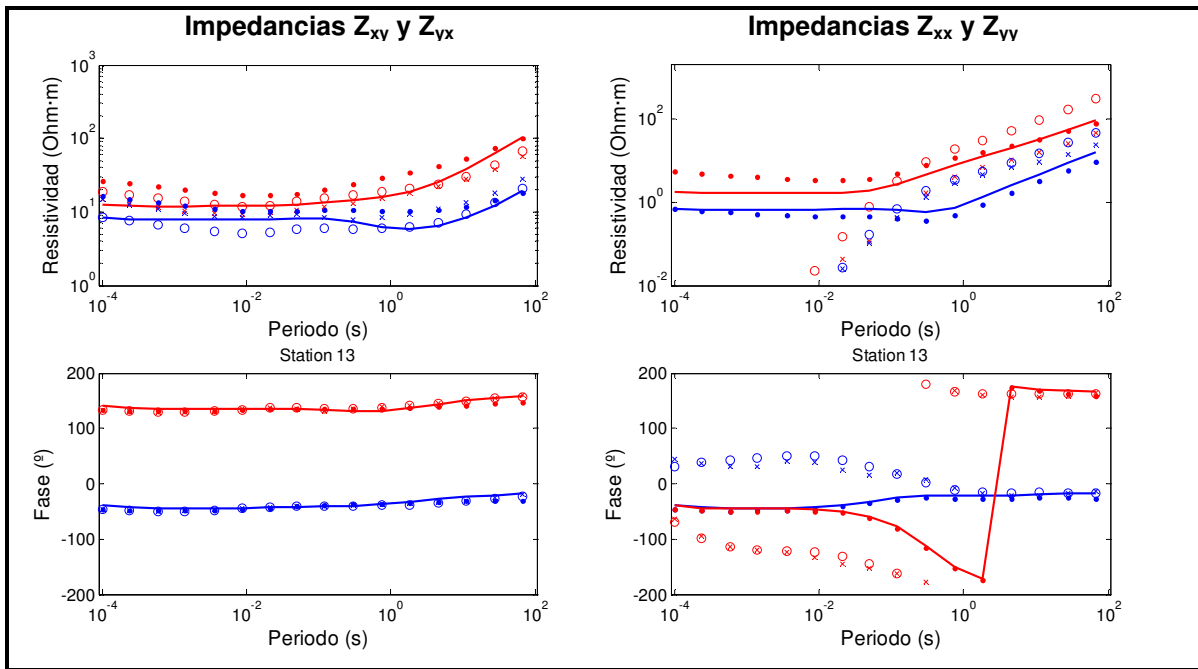 Impedancias Zxy y Zyx
Resistividad (Ohm·m)
10^3
10^2
10^1
10^0
10^-4
10^-2
10^0
10^2
Periodo (s)
Impedancias Zxx y Zyy
Resistividad (Ohm·m)
10^2
10^0
10^0
10^-2
10^-4
10^-2
10^0
10^2
Periodo (s)
Station 13
Fase (º)
200
100
0
-100
-200
10^-4
10^-2
10^0
10^2
Periodo (s)
Station 13
Fase (º)
200
100
0
-100
-200
10^-4
10^-2
10^0
10^2
Periodo (s)